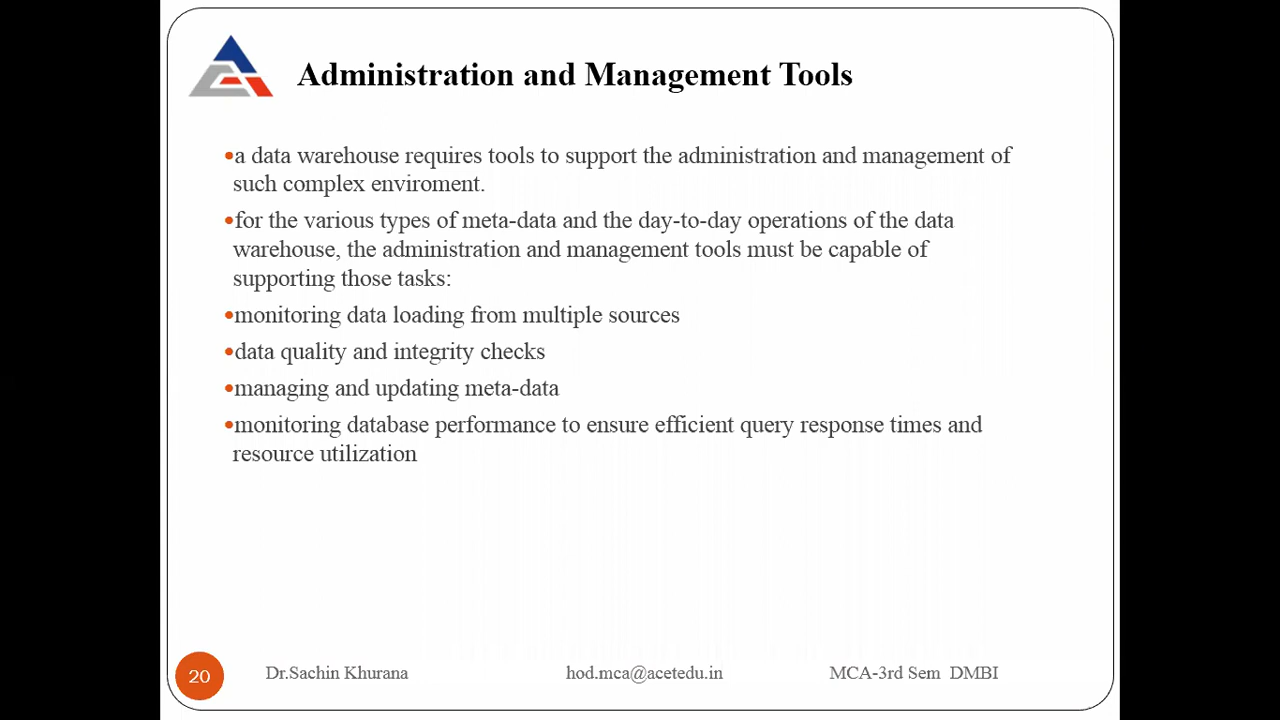 Administration and Management Tools
•a data warehouse requires tools to support the administration and management of
such complex enviroment.
•for the various types of meta-data and the day-to-day operations of the data
warehouse, the administration and management tools must be capable of
supporting those tasks:
•monitoring data loading from multiple sources
•data quality and integrity checks
•managing and updating meta-data
•monitoring database performance to ensure efficient query response times and
resource utilization
20 Dr.Sachin Khurana hod.mca@acetedu.in MCA-3rd Sem DMBI